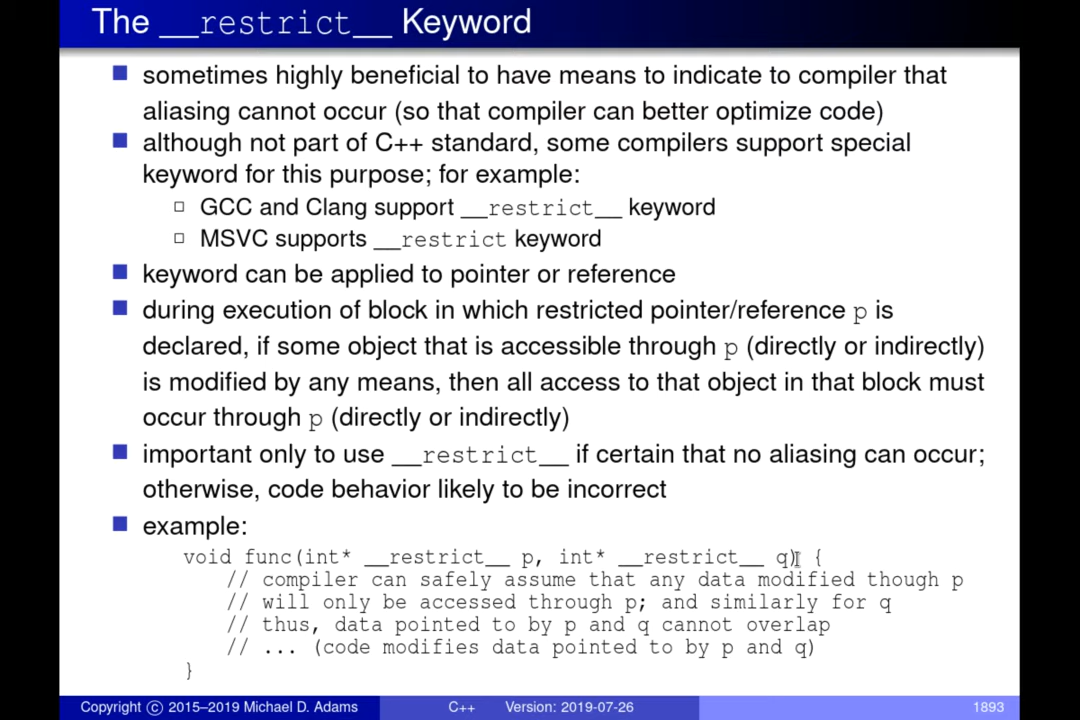 The __restrict__ Keyword
sometimes highly beneficial to have means to indicate to compiler that
aliasing cannot occur (so that compiler can better optimize code)
although not part of C++ standard, some compilers support special
keyword for this purpose; for example:
GCC and Clang support __restrict__ keyword
MSVC supports __restrict keyword
keyword can be applied to pointer or reference
during execution of block in which restricted pointer/reference p is
declared, if some object that is accessible through p (directly or indirectly)
is modified by any means, then all access to that object in that block must
occur through p (directly or indirectly)
important only to use __restrict__ if certain that no aliasing can occur;
otherwise, code behavior likely to be incorrect
example:
void func(int* __restrict__ p, int* __restrict__ q) {
// compiler can safely assume that any data modified though p
// will only be accessed through p; and similarly for q
// thus, data pointed to by p and q cannot overlap
// ... (code modifies data pointed to by p and q)
}
Copyright © 2015–2019 Michael D. Adams C++ Version: 2019-07-26 1893